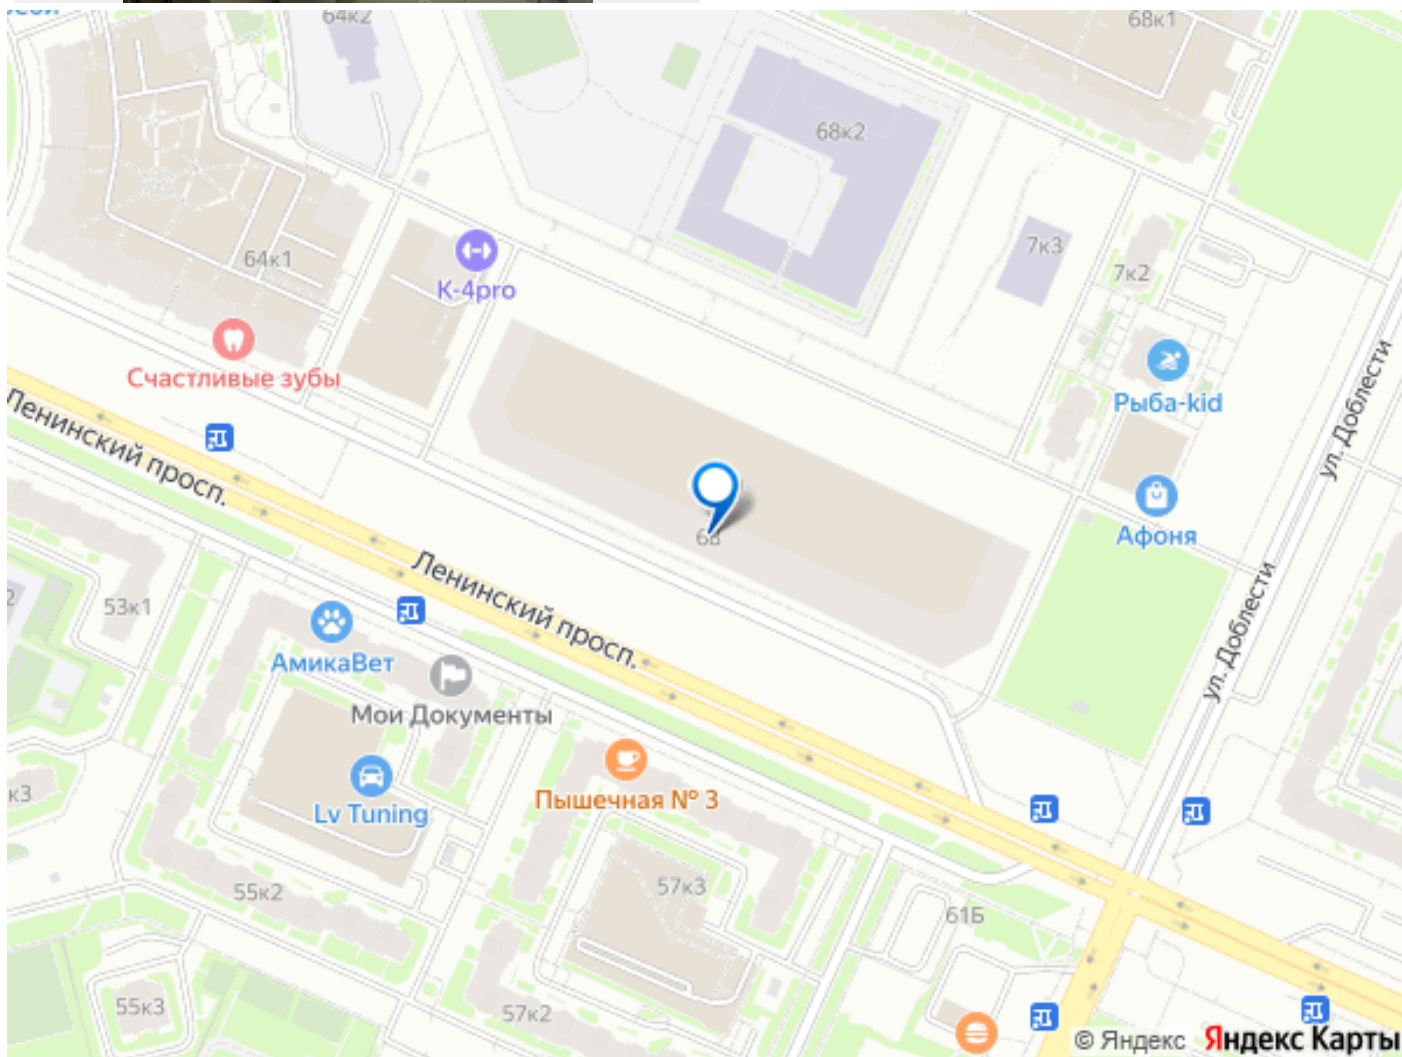 64к2
68к1
68к2
7к3
7к2
64к1
K-4pro
Счастливые зубы
Рыба-kid
ул. Доблести
Ленинский просп.
Афоня
Ленинский просп.
53к1
ул. Доблести
АмикаВет
Мои Документы
к3
Lv Tuning
Пышечная № 3
55к2
57к3
61Б
55к3
57к2
© Яндекс Яндекс Карты